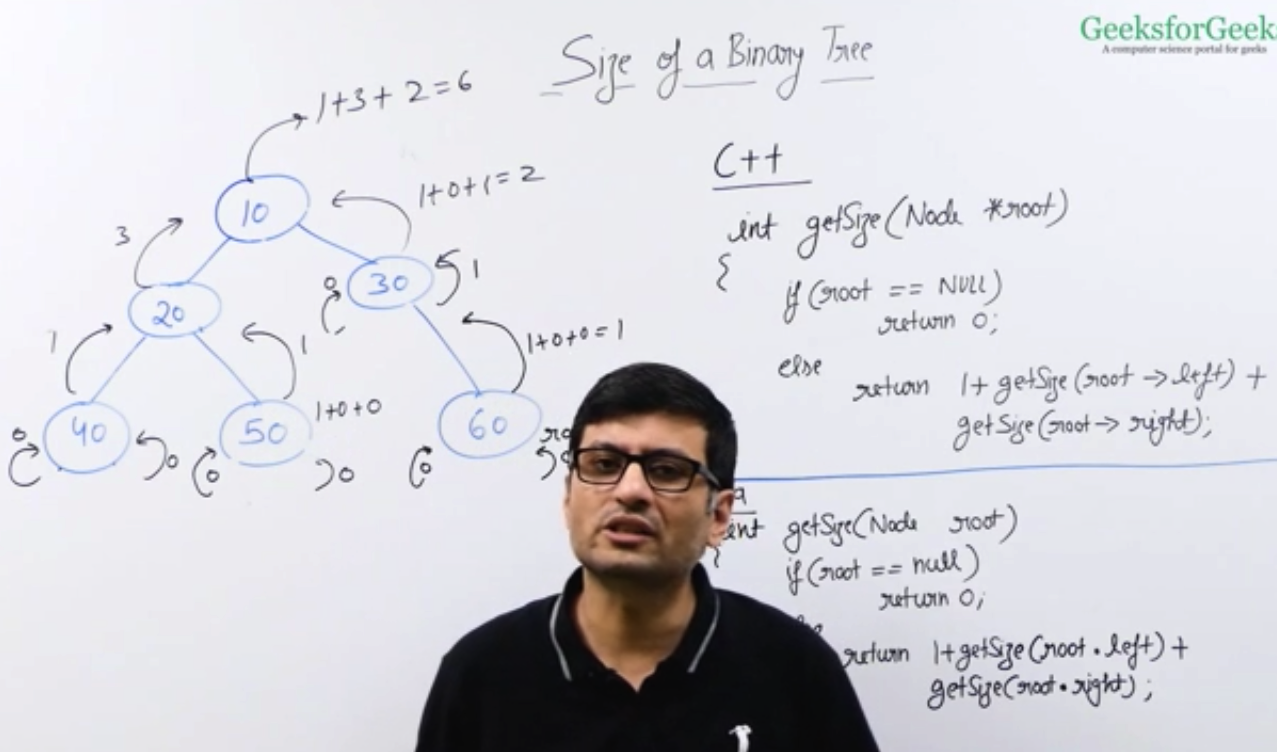 GeeksforGeeks
A computer science portal for geeks
Size of a Binary Tree
1+3+2=6
10
1+0+1=2
3
20
30
0
1
1
1
1+0+0=1
40
50
60
1+0+0
0
0
0
0
0
C++
int getSize(Node *root)
{
if (root == NULL)
return 0;
else
return 1+ getSize(root->left) +
getSize(root-> right);
int getSize(Node root)
{
if (root == null)
return 0;
return 1+getSize(root.left) +
getSize(root.right);